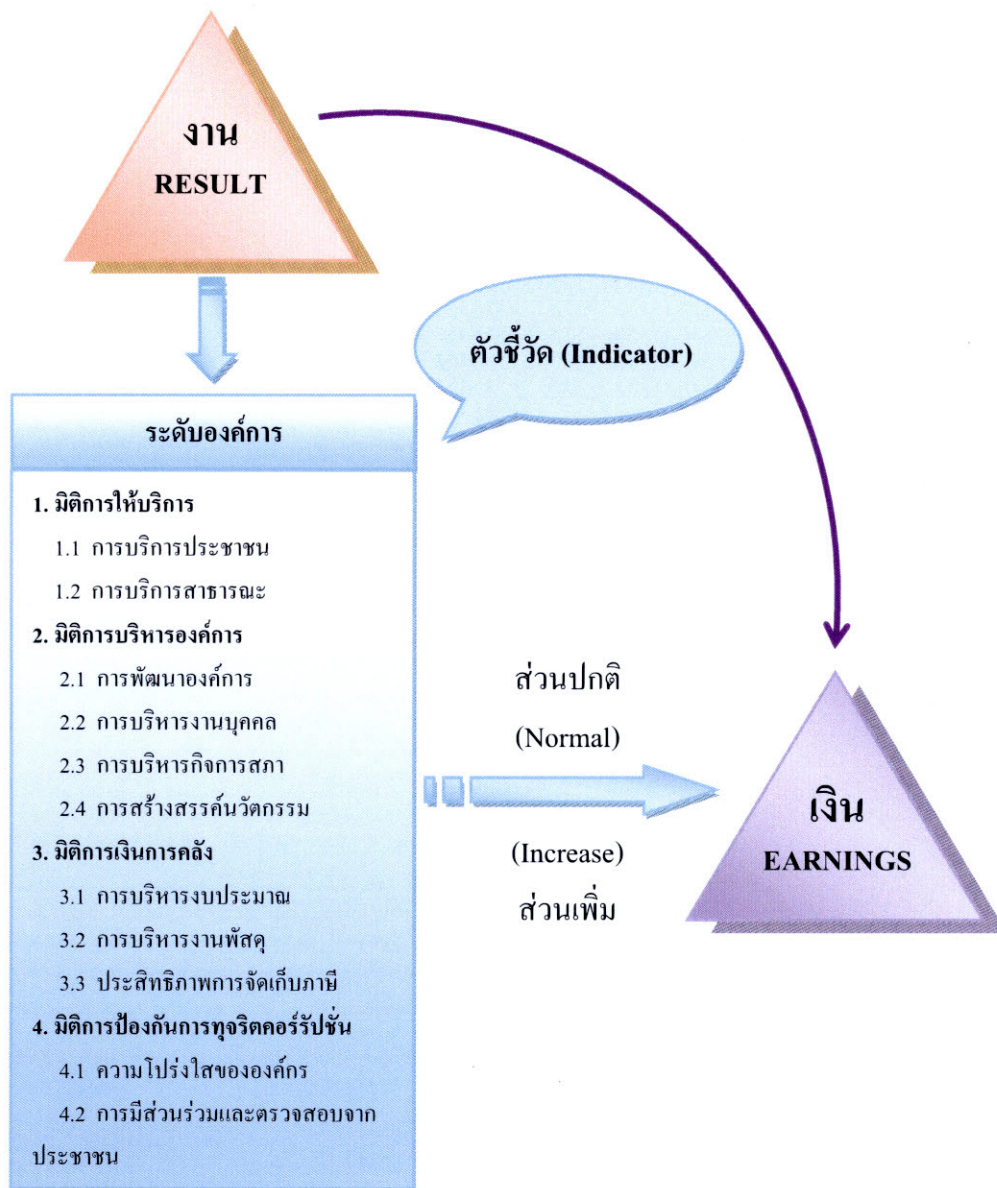 งาน
RESULT
ตัวชี้วัด (Indicator)
ระดับองค์การ
1. มิติการให้บริการ
1.1 การบริการประชาชน
1.2 การบริการสาธารณะ
2. มิติการบริหารองค์การ
2.1 การพัฒนาองค์การ
2.2 การบริหารงานบุคคล
2.3 การบริหารกิจการสภา
2.4 การสร้างสรรค์นวัตกรรม
3. มิติการเงินการคลัง
3.1 การบริหารงบประมาณ
3.2 การบริหารงานพัสดุ
3.3 ประสิทธิภาพการจัดเก็บภาษี
4. มิติการป้องกันการทุจริตคอร์รัปชั่น
4.1 ความโปร่งใสขององค์กร
4.2 การมีส่วนร่วมและตรวจสอบจาก
ประชาชน
ส่วนปกติ
(Normal)
(Increase)
ส่วนเพิ่ม
เงิน
EARNINGS